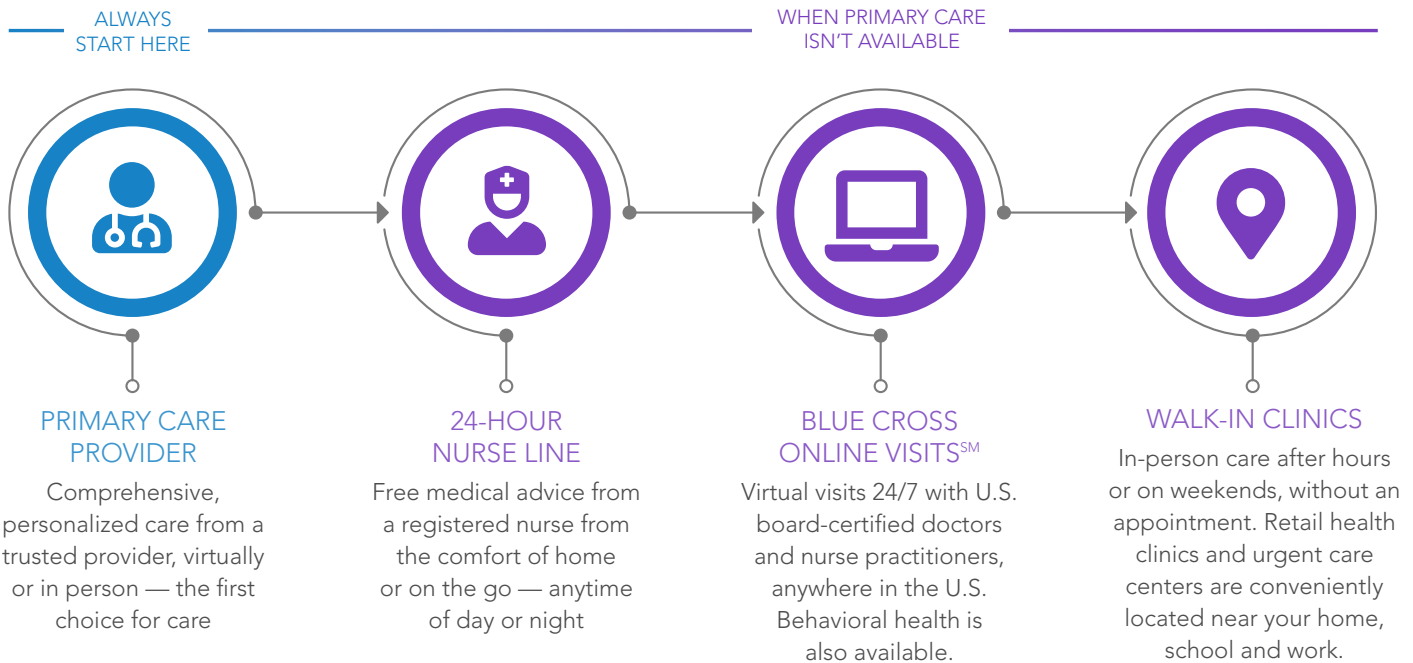 ALWAYS
START HERE
WHEN PRIMARY CARE
ISN’T AVAILABLE
PRIMARY CARE
PROVIDER
Comprehensive,
personalized care from a
trusted provider, virtually
or in person — the first
choice for care
24-HOUR
NURSE LINE
Free medical advice from
a registered nurse from
the comfort of home
or on the go — anytime
of day or night
BLUE CROSS
ONLINE VISITS℠
Virtual visits 24/7 with U.S.
board-certified doctors
and nurse practitioners,
anywhere in the U.S.
Behavioral health is
also available.
WALK-IN CLINICS
In-person care after hours
or on weekends, without an
appointment. Retail health
clinics and urgent care
centers are conveniently
located near your home,
school and work.